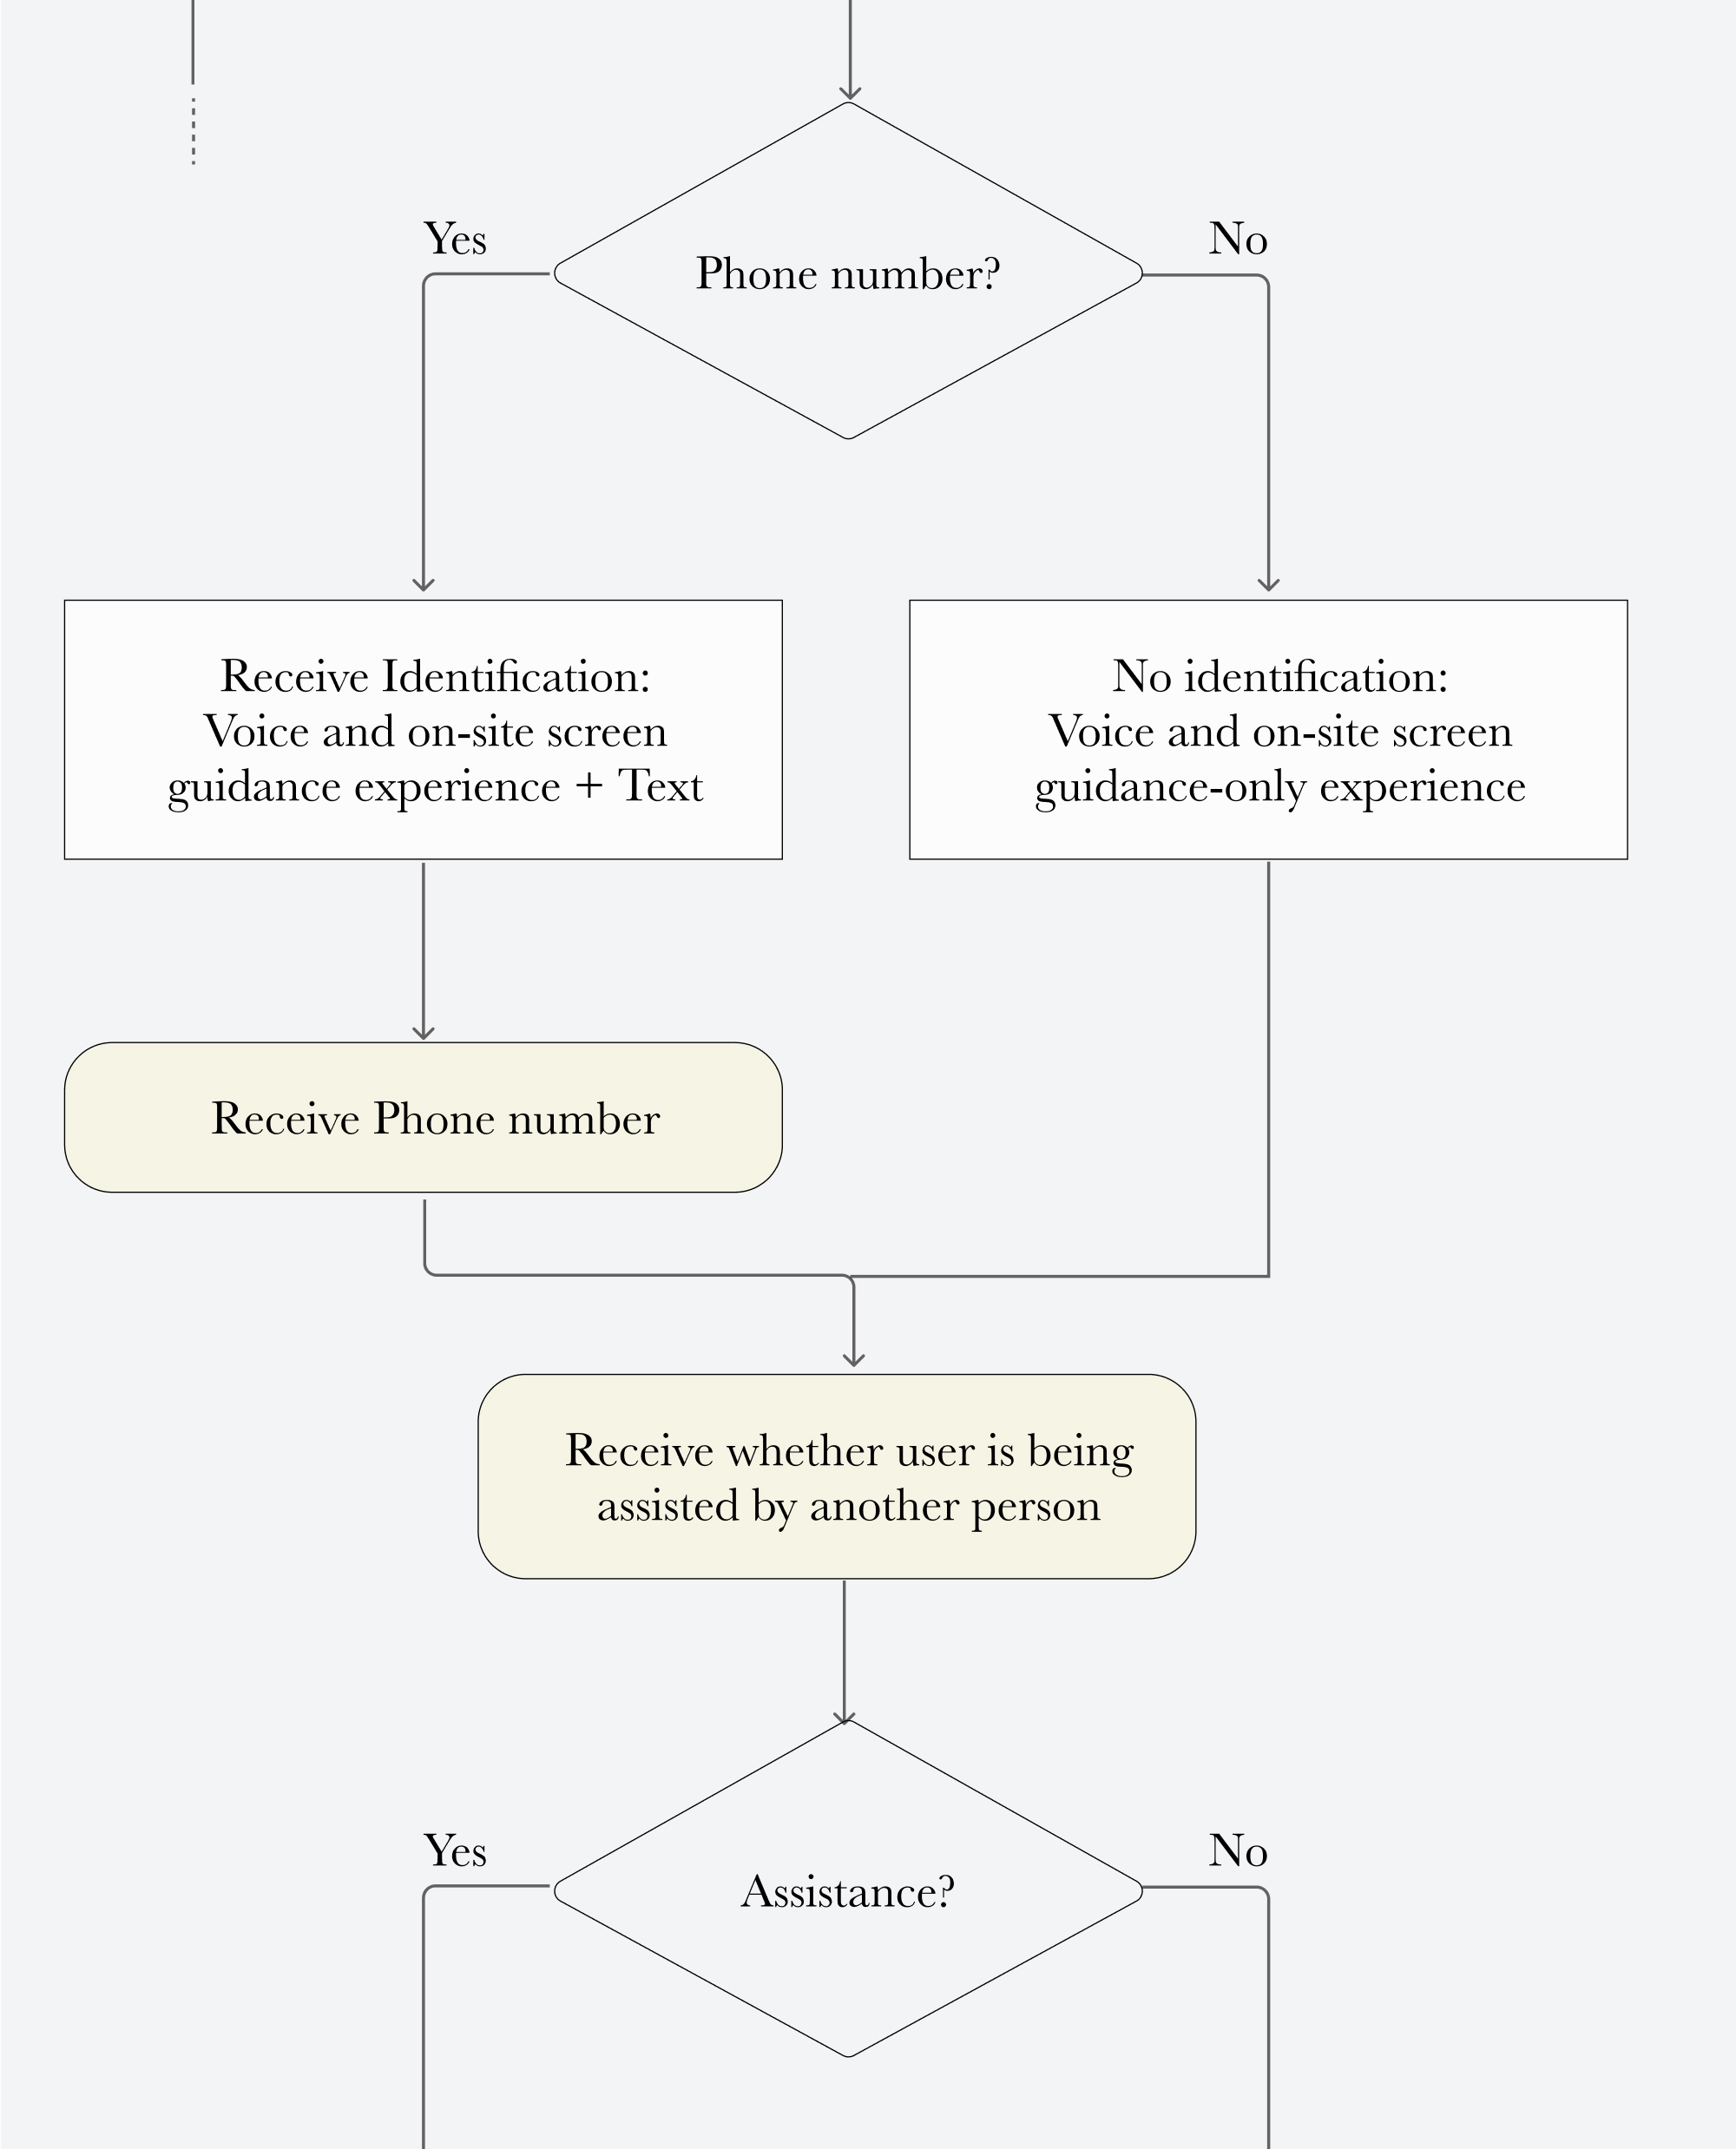 Phone number?
Yes
No
Receive Identification:
Voice and on-site screen
guidance experience + Text
No identification:
Voice and on-site screen
guidance-only experience
Receive Phone number
Receive whether user is being
assisted by another person
Assistance?
Yes
No